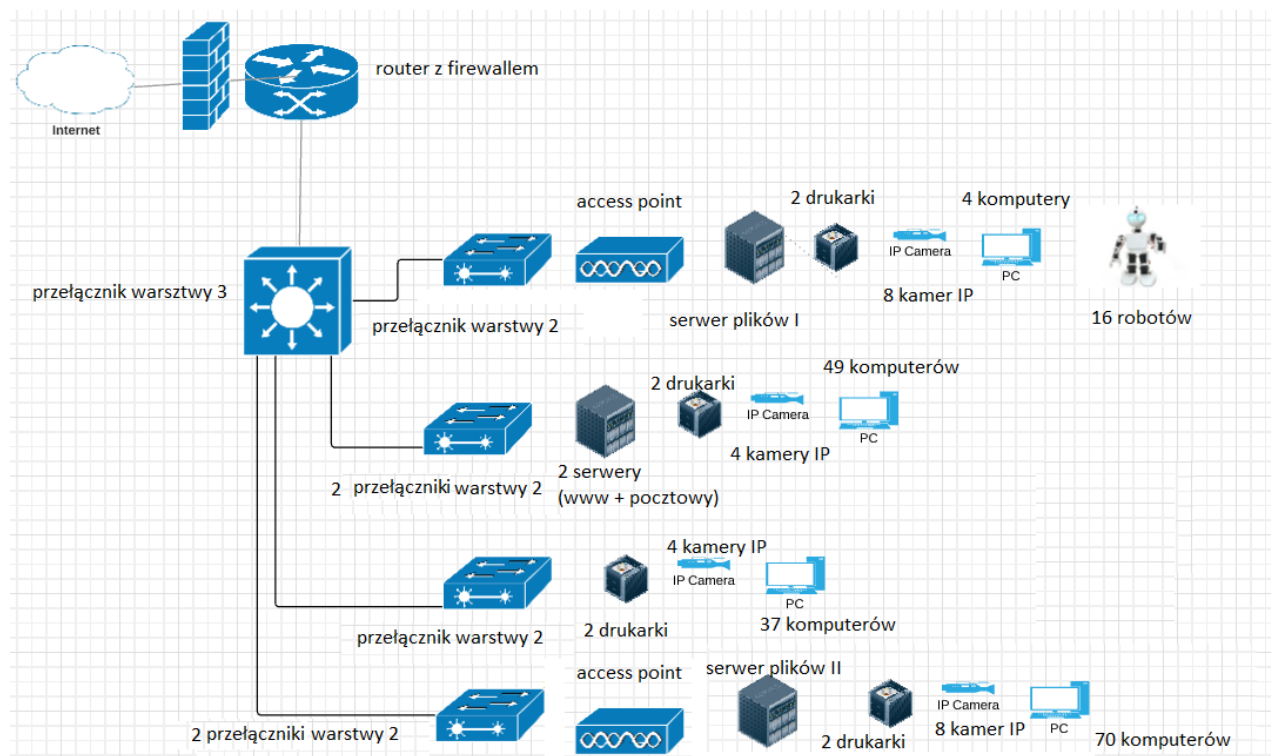 router z firewallem
Internet
access point
2 drukarki
4 komputery
IP Camera
PC
przełącznik warsztwy 3
przełącznik warstwy 2
serwer plików I
8 kamer IP
16 robotów
49 komputerów
2 drukarki
IP Camera
PC
4 kamery IP
2 przełączniki warstwy 2
2 serwery
(www + pocztowy)
4 kamery IP
IP Camera
PC
przełącznik warstwy 2
2 drukarki
37 komputerów
access point
serwer plików II
IP Camera
PC
2 przełączniki warstwy 2
2 drukarki
8 kamer IP
70 komputerów